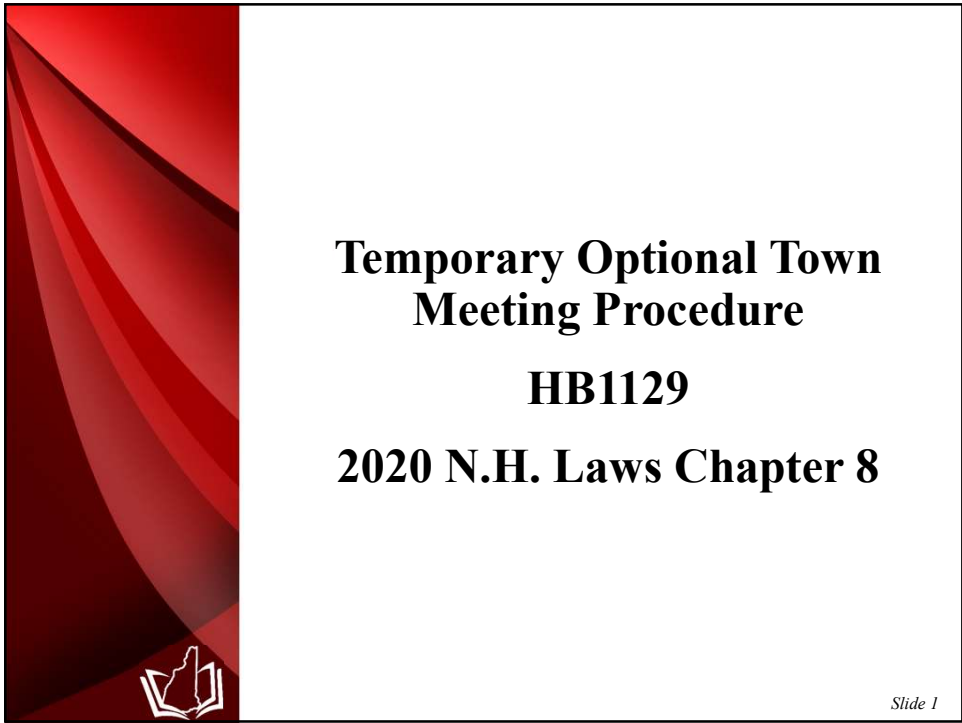 Temporary Optional Town
Meeting Procedure
HB1129
2020 N.H. Laws Chapter 8
Slide 1